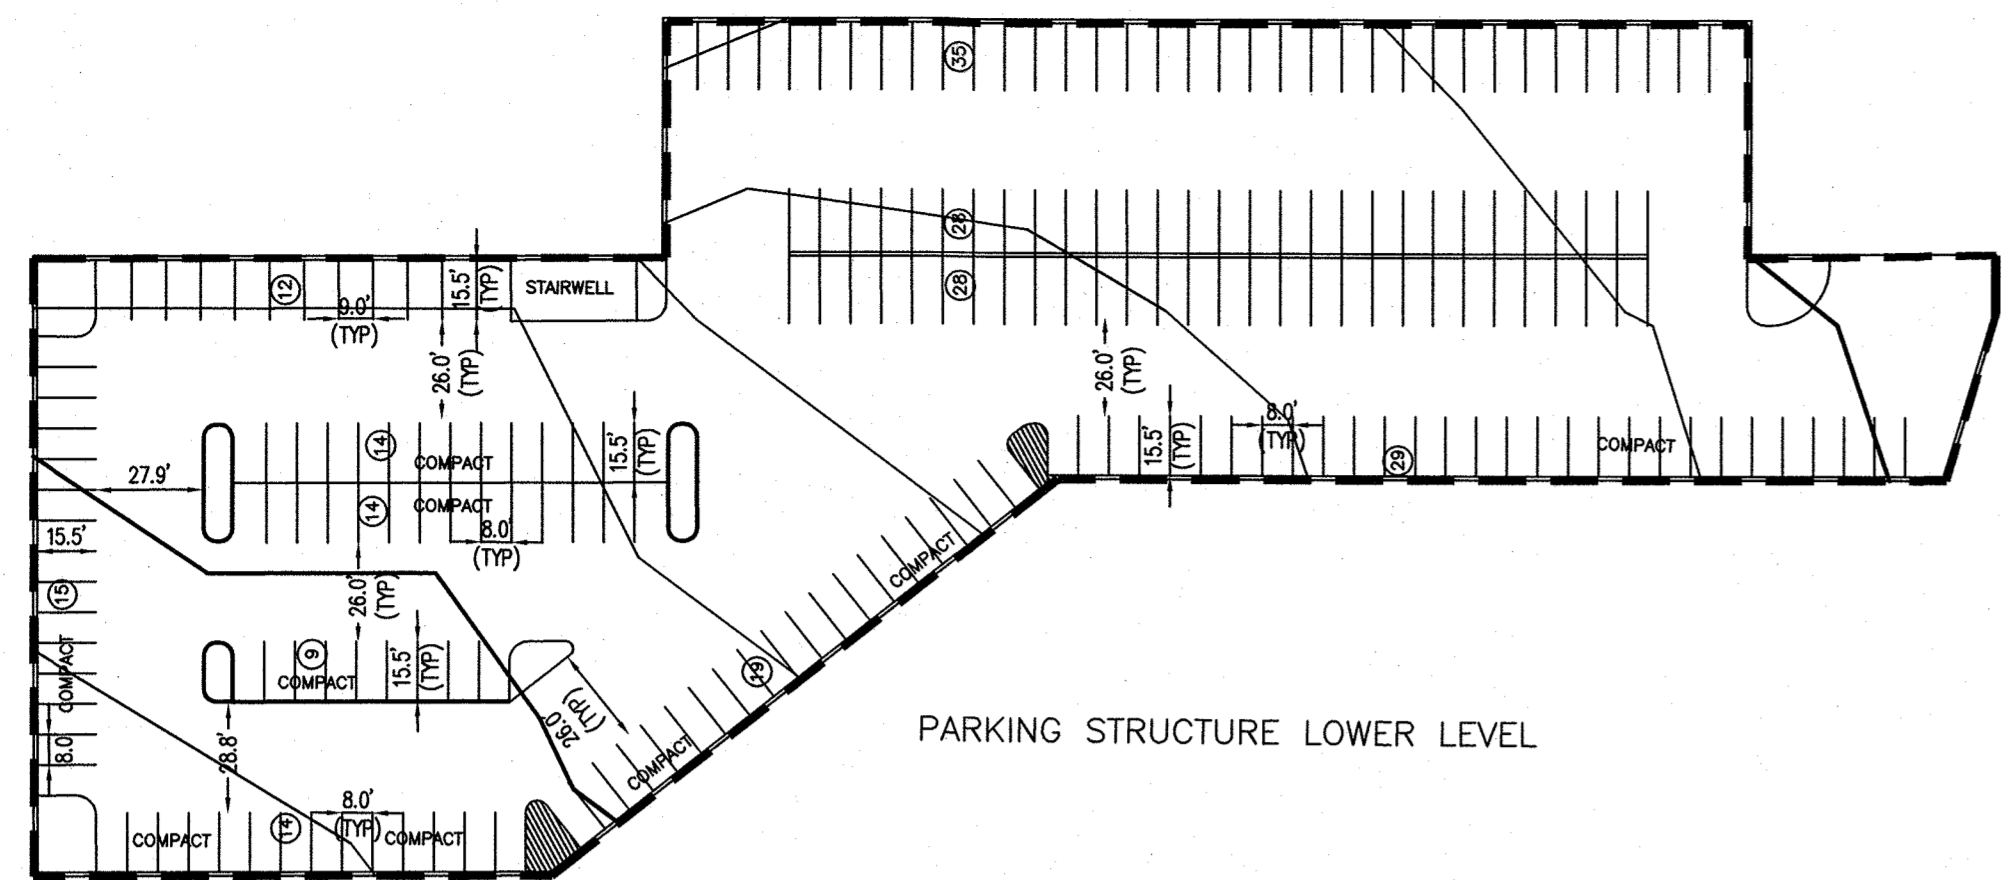 35
28
28
12
9.0'
(TYP)
15.5'
(TYP)
STAIRWELL
26.0'
(TYP)
26.0'
(TYP)
14
COMPACT
15.5'
(TYP)
8.0'
(TYP)
15.5'
(TYP)
COMPACT
29
27.9'
14
COMPACT
8.0'
(TYP)
15.5'
15
COMPACT
26.0'
(TYP)
COMPACT
9
COMPACT
15.5'
(TYP)
19
26.0'
(TYP)
COMPACT
8.0'
28.8'
8.0'
(TYP)
COMPACT
14
COMPACT
PARKING STRUCTURE LOWER LEVEL